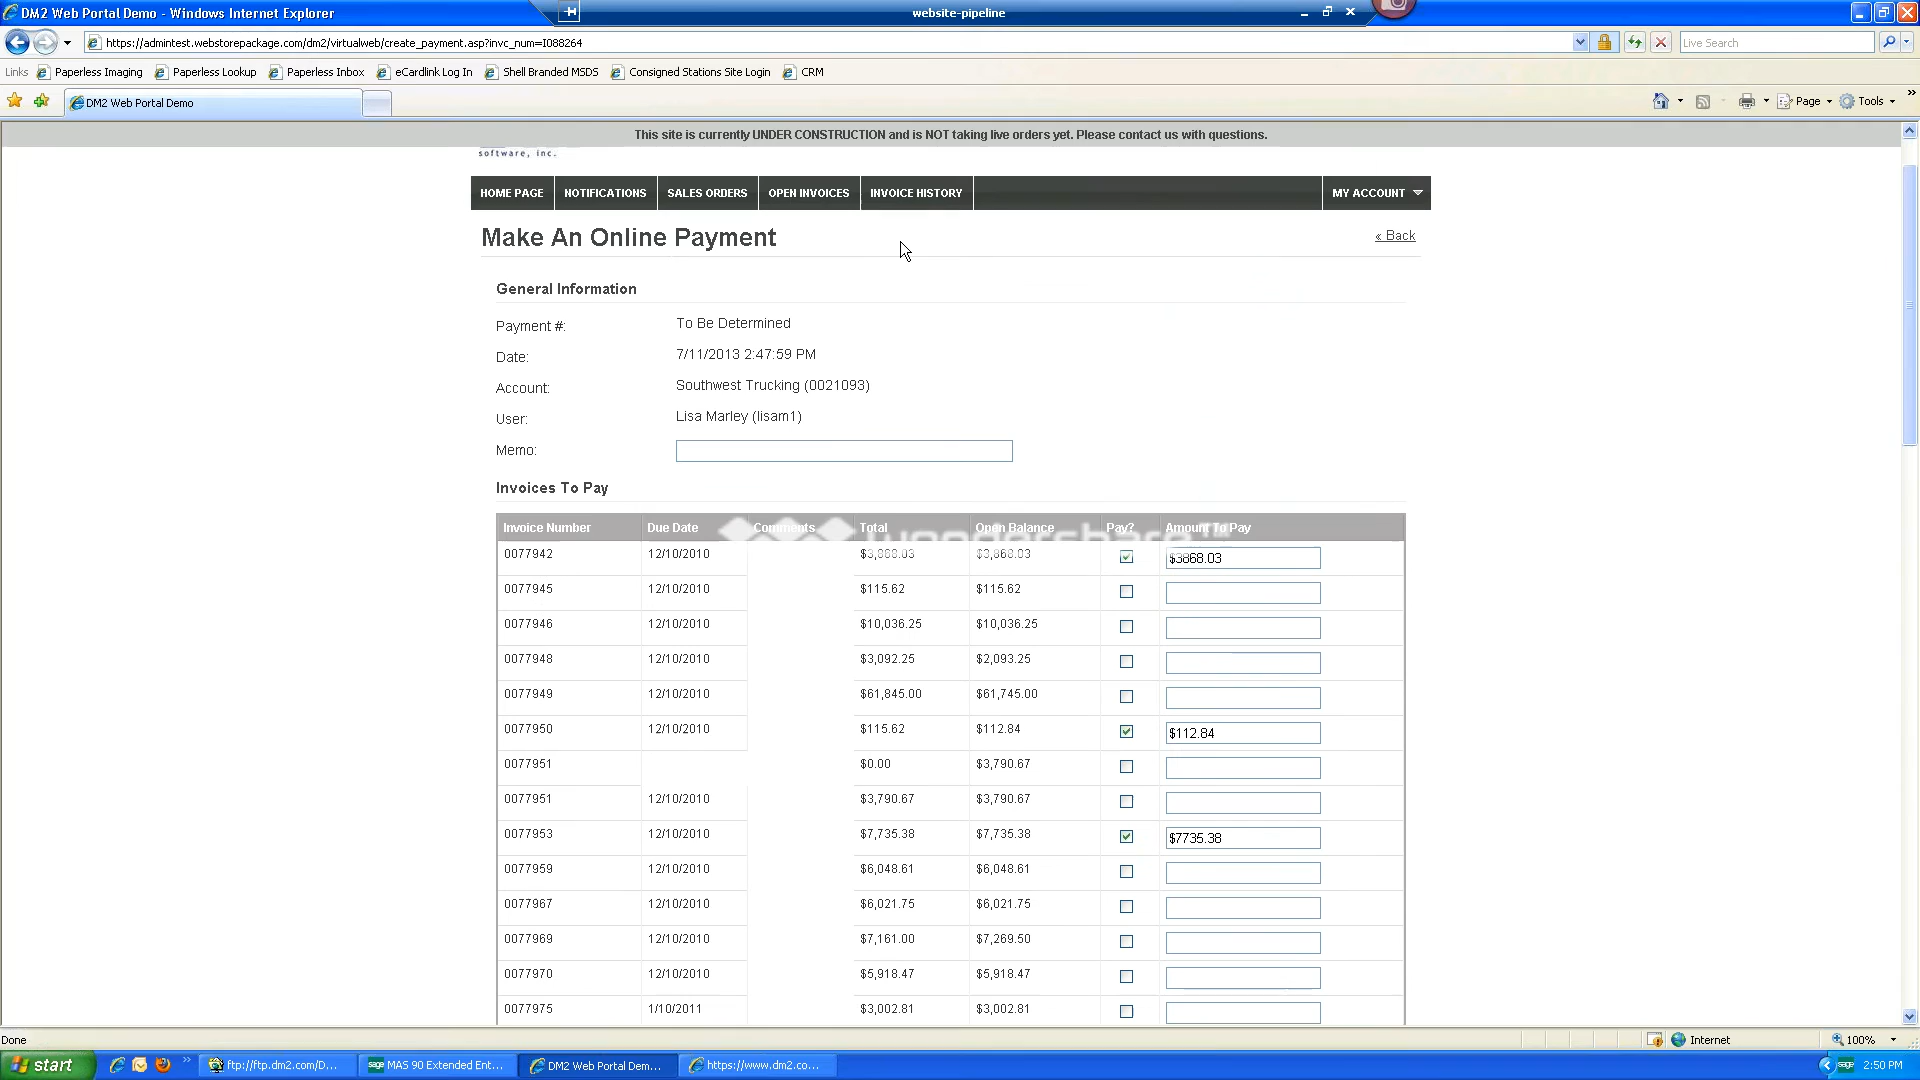 DM2 Web Portal Demo - Windows Internet Explorer
website-pipeline
https://admintest.webstorepackage.com/dm2/virtualweb/create_payment.asp?invc_num=I088264
Live Search
Links Paperless Imaging Paperless Lookup Paperless Inbox eCardlink Log In Shell Branded MSDS Consigned Stations Site Login CRM
DM2 Web Portal Demo
Page Tools
This site is currently UNDER CONSTRUCTION and is NOT taking live orders yet. Please contact us with questions.
software, inc.
HOME PAGE NOTIFICATIONS SALES ORDERS OPEN INVOICES INVOICE HISTORY MY ACCOUNT
Make An Online Payment
« Back
General Information
Payment #: To Be Determined
Date: 7/11/2013 2:47:59 PM
Account: Southwest Trucking (0021093)
User: Lisa Marley (lisam1)
Memo:
Invoices To Pay
Invoice Number Due Date Comments Total Open Balance Pay? Amount To Pay
wondershare™
0077942 12/10/2010 $3,868.03 $3,868.03 $3868.03
0077945 12/10/2010 $115.62 $115.62
0077946 12/10/2010 $10,036.25 $10,036.25
0077948 12/10/2010 $3,092.25 $2,093.25
0077949 12/10/2010 $61,845.00 $61,745.00
0077950 12/10/2010 $115.62 $112.84 $112.84
0077951 $0.00 $3,790.67
0077951 12/10/2010 $3,790.67 $3,790.67
0077953 12/10/2010 $7,735.38 $7,735.38 $7735.38
0077959 12/10/2010 $6,048.61 $6,048.61
0077967 12/10/2010 $6,021.75 $6,021.75
0077969 12/10/2010 $7,161.00 $7,269.50
0077970 12/10/2010 $5,918.47 $5,918.47
0077975 1/10/2011 $3,002.81 $3,002.81
Done
Internet
100%
start
ftp://ftp.dm2.com/D...
sage MAS 90 Extended Ent...
DM2 Web Portal Dem...
https://www.dm2.co...
sage
2:50 PM